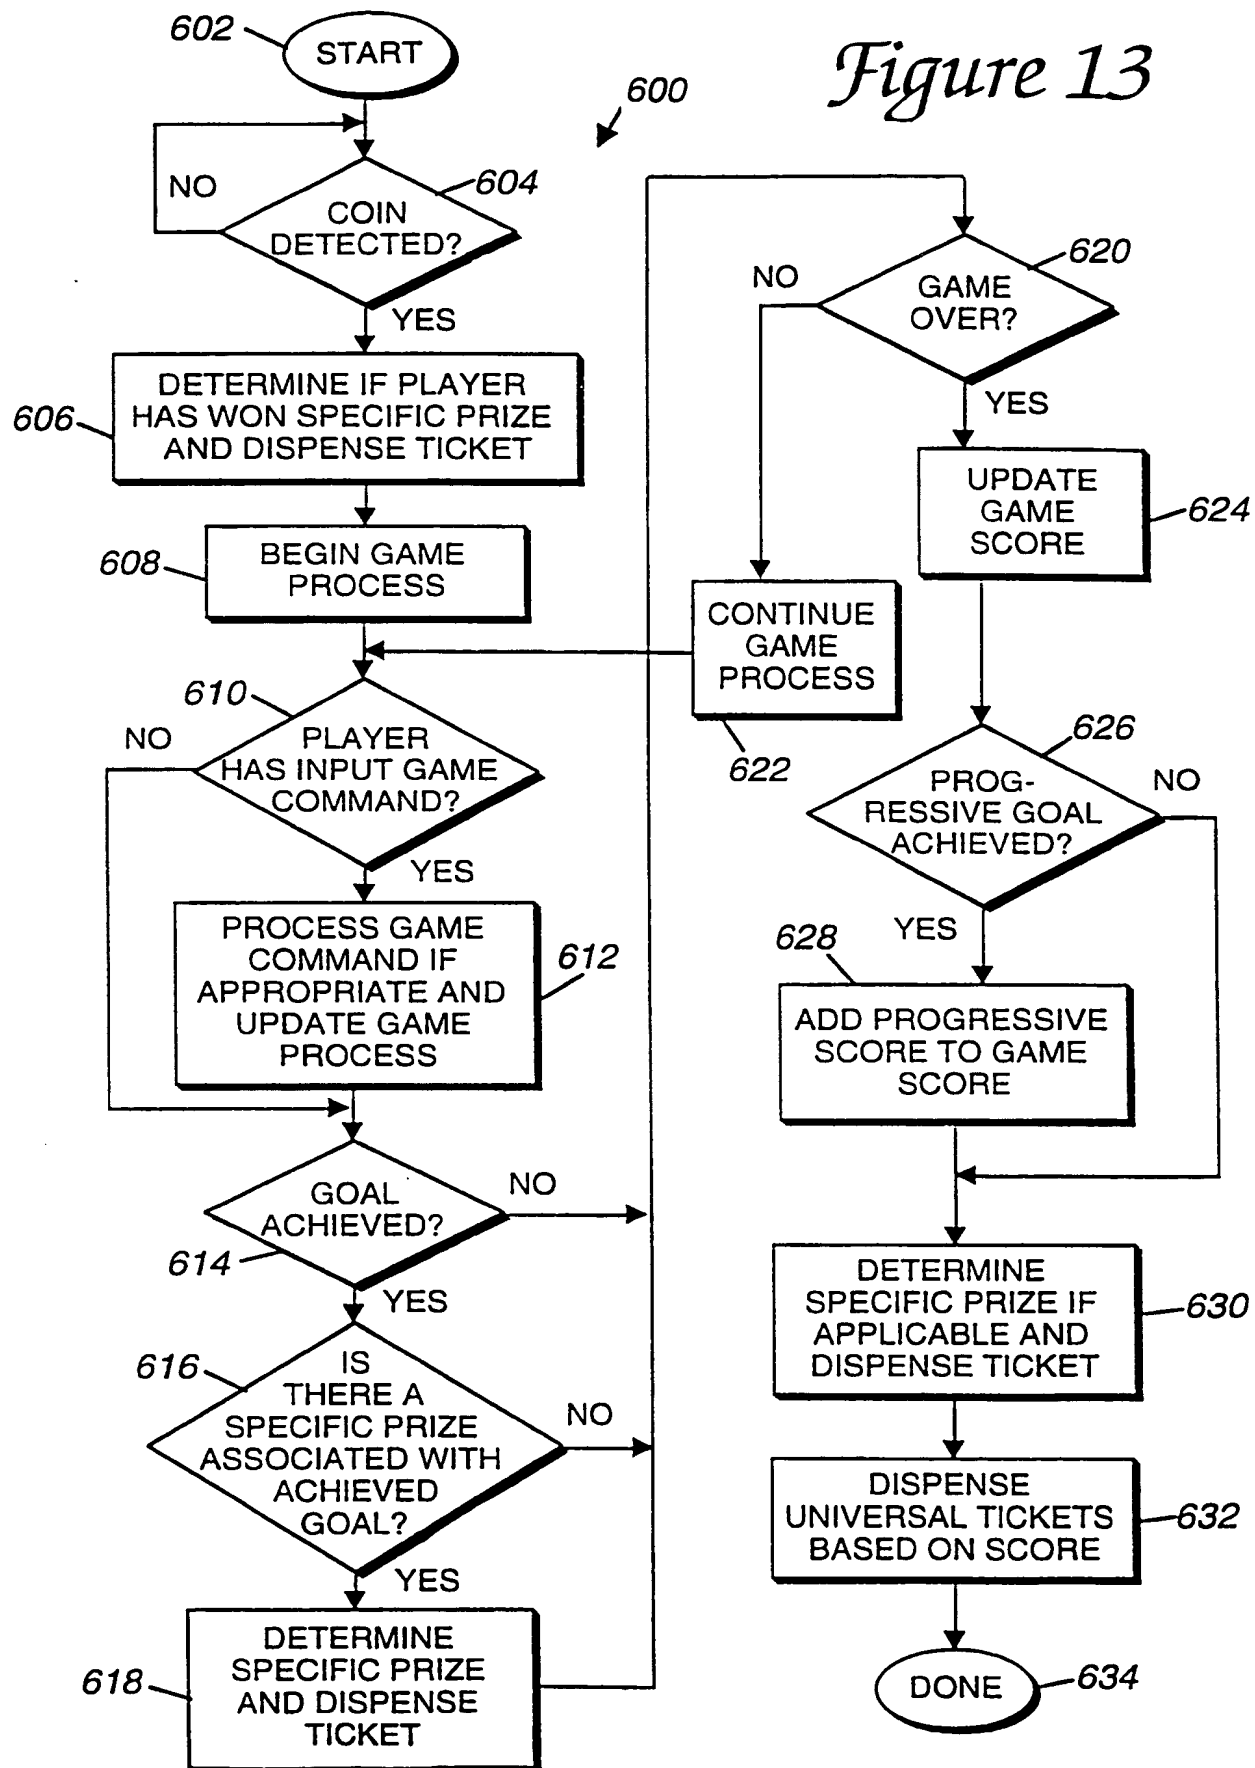 Figure 13
600
602
START
NO
604
COIN
DETECTED?
YES
606
DETERMINE IF PLAYER
HAS WON SPECIFIC PRIZE
AND DISPENSE TICKET
608
BEGIN GAME
PROCESS
610
NO
PLAYER
HAS INPUT GAME
COMMAND?
YES
PROCESS GAME
COMMAND IF
APPROPRIATE AND
UPDATE GAME
PROCESS
612
GOAL
ACHIEVED?
NO
614
YES
616
IS
THERE A
SPECIFIC PRIZE
ASSOCIATED WITH
ACHIEVED
GOAL?
NO
YES
618
DETERMINE
SPECIFIC PRIZE
AND DISPENSE
TICKET
620
NO
GAME
OVER?
YES
UPDATE
GAME
SCORE
624
CONTINUE
GAME
PROCESS
622
626
PROG-
RESSIVE GOAL
ACHIEVED?
NO
YES
628
ADD PROGRESSIVE
SCORE TO GAME
SCORE
DETERMINE
SPECIFIC PRIZE IF
APPLICABLE AND
DISPENSE TICKET
630
DISPENSE
UNIVERSAL TICKETS
BASED ON SCORE
632
DONE
634